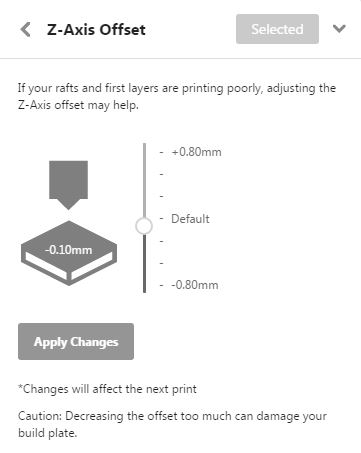 Z-Axis Offset
Selected
If your rafts and first layers are printing poorly, adjusting the
Z-Axis offset may help.
- +0.80mm
-
-
- Default
-0.10mm
-
-
- -0.80mm
Apply Changes
*Changes will affect the next print
Caution: Decreasing the offset too much can damage your
build plate.